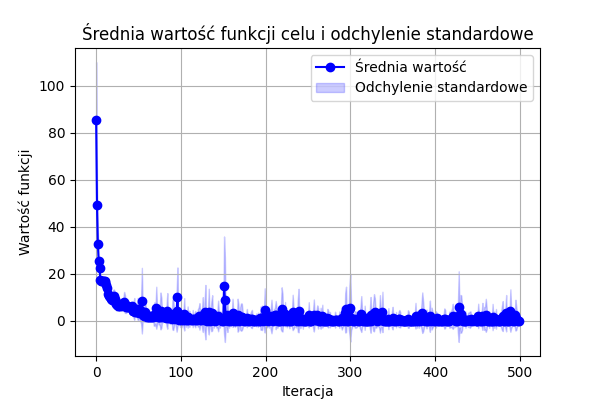 Średnia wartość funkcji celu i odchylenie standardowe
Średnia wartość
Odchylenie standardowe
Wartość funkcji
100
80
60
40
20
0
0 100 200 300 400 500
Iteracja